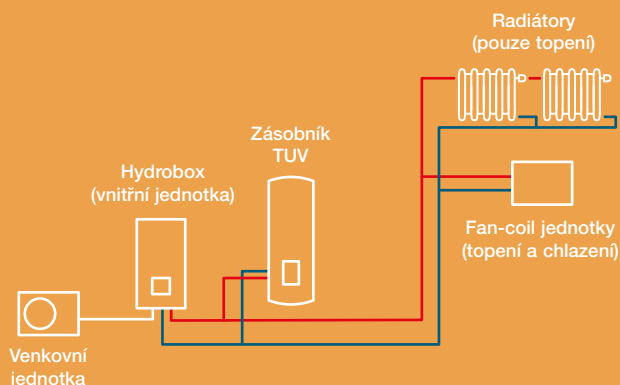 Radiátory
(pouze topení)
Zásobník
TUV
Hydrobox
(vnitřní jednotka)
Fan-coil jednotky
(topení a chlazení)
Venkovní
jednotka